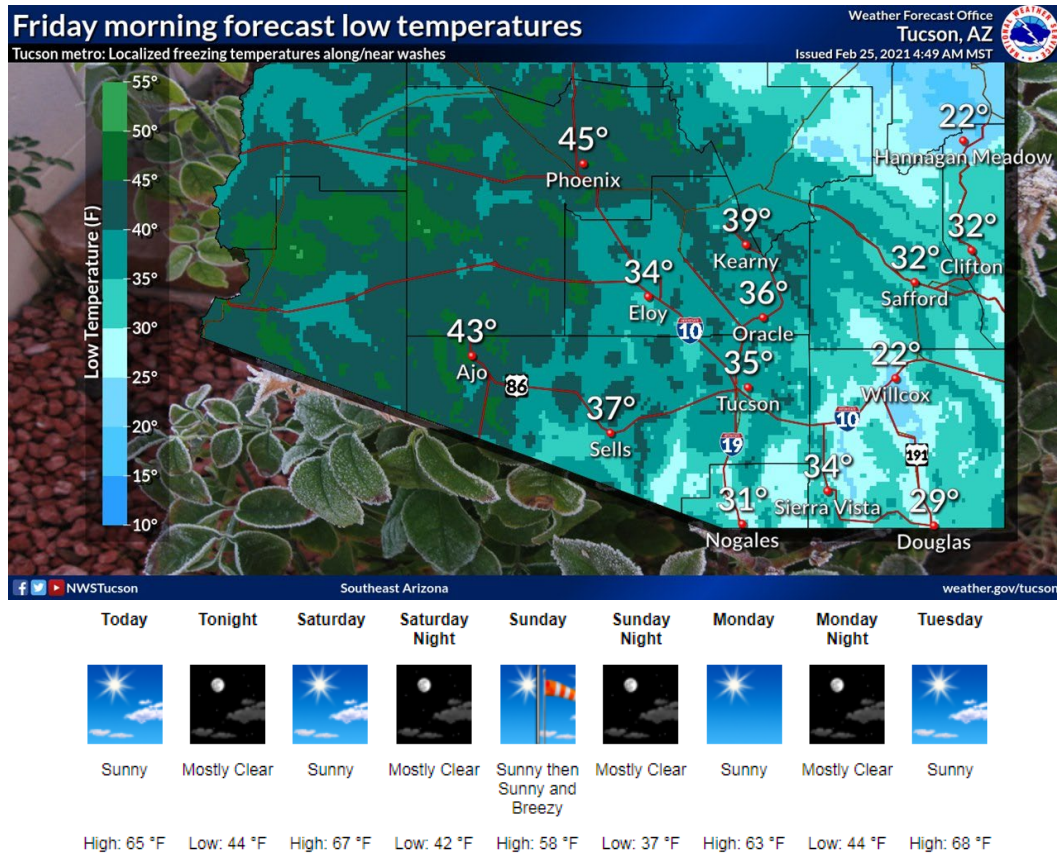 Friday morning forecast low temperatures
Tucson metro: Localized freezing temperatures along/near washes
Weather Forecast Office
Tucson, AZ
Issued Feb 25, 2021 4:49 AM MST
NATIONAL WEATHER SERVICE
Low Temperature (F)
55°
50°
45°
40°
35°
30°
25°
20°
15°
10°
45°
Phoenix
22°
Hannagan Meadow
39°
Kearny
32°
Clifton
32°
Safford
34°
Eloy
36°
Oracle
10
43°
Ajo
86
35°
Tucson
22°
Willcox
37°
Sells
10
19
191
34°
Sierra Vista
31°
Nogales
29°
Douglas
NWSTucson
Southeast Arizona
weather.gov/tucson
Today Tonight Saturday Saturday Night Sunday Sunday Night Monday Monday Night Tuesday
Sunny Mostly Clear Sunny Mostly Clear Sunny then Sunny and Breezy Mostly Clear Sunny Mostly Clear Sunny
High: 65 °F Low: 44 °F High: 67 °F Low: 42 °F High: 58 °F Low: 37 °F High: 63 °F Low: 44 °F High: 68 °F